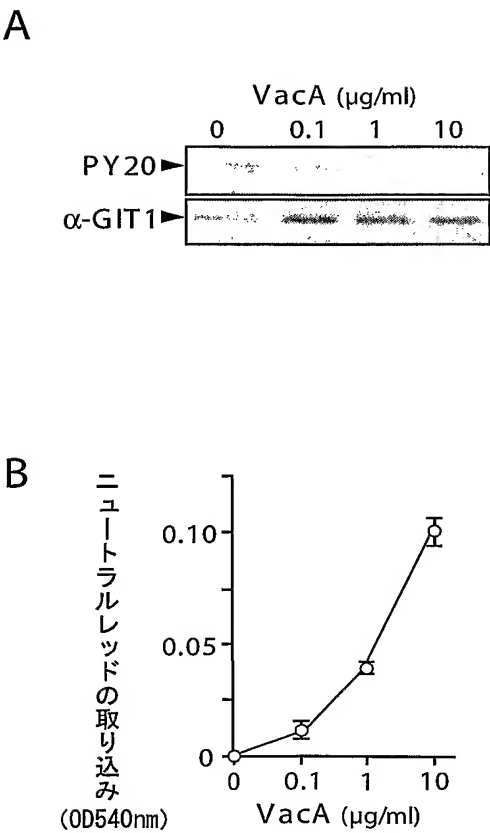 A
VacA (μg/ml)
0 0.1 1 10
PY20
α-GIT1
B
ニュートラルレッドの取り込み
(OD540nm)
0.10
0.05
0
0 0.1 1 10
VacA (μg/ml)